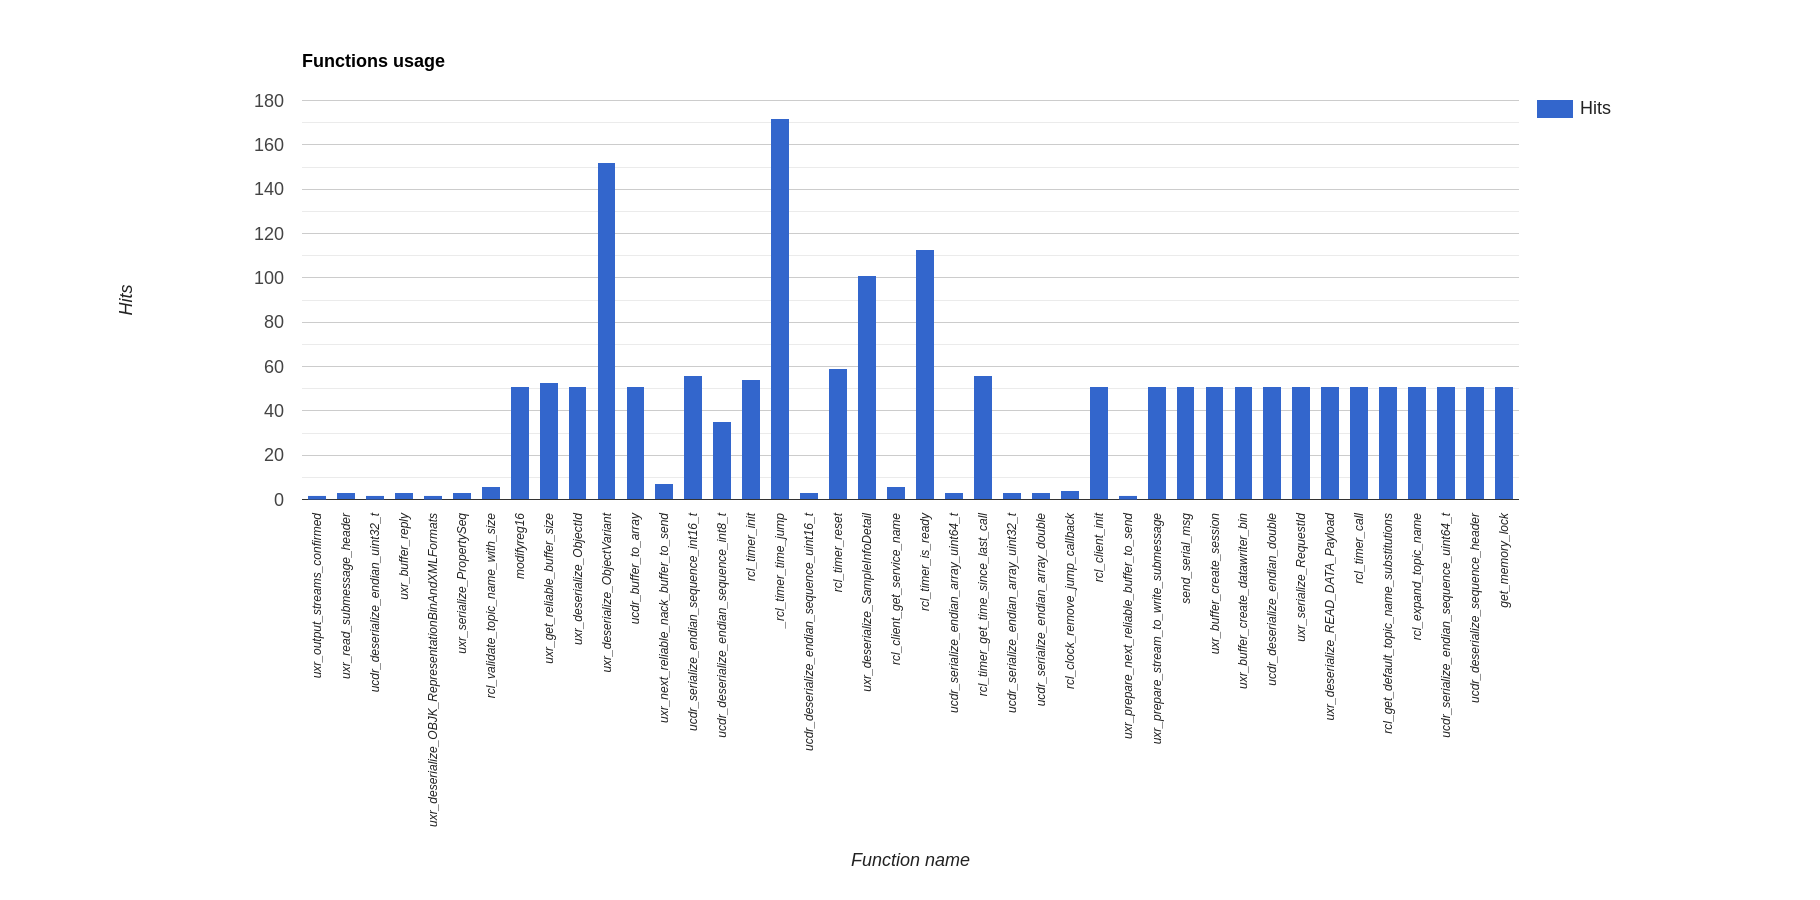 Functions usage
Hits
180
160
140
120
100
80
60
40
20
0
Hits
uxr_output_streams_confirmed
uxr_read_submessage_header
ucdr_deserialize_endian_uint32_t
uxr_buffer_reply
uxr_deserialize_OBJK_RepresentationBinAndXMLFormats
uxr_serialize_PropertySeq
rcl_validate_topic_name_with_size
modifyreg16
uxr_get_reliable_buffer_size
uxr_deserialize_ObjectId
uxr_deserialize_ObjectVariant
ucdr_buffer_to_array
uxr_next_reliable_nack_buffer_to_send
ucdr_serialize_endian_sequence_int16_t
ucdr_deserialize_endian_sequence_int8_t
rcl_timer_init
_rcl_timer_time_jump
ucdr_deserialize_endian_sequence_uint16_t
rcl_timer_reset
uxr_deserialize_SampleInfoDetail
rcl_client_get_service_name
rcl_timer_is_ready
ucdr_serialize_endian_array_uint64_t
rcl_timer_get_time_since_last_call
ucdr_serialize_endian_array_uint32_t
ucdr_serialize_endian_array_double
rcl_clock_remove_jump_callback
rcl_client_init
uxr_prepare_next_reliable_buffer_to_send
uxr_prepare_stream_to_write_submessage
send_serial_msg
uxr_buffer_create_session
uxr_buffer_create_datawriter_bin
ucdr_deserialize_endian_double
uxr_serialize_RequestId
uxr_deserialize_READ_DATA_Payload
rcl_timer_call
rcl_get_default_topic_name_substitutions
rcl_expand_topic_name
ucdr_serialize_endian_sequence_uint64_t
ucdr_deserialize_sequence_header
get_memory_lock
Function name